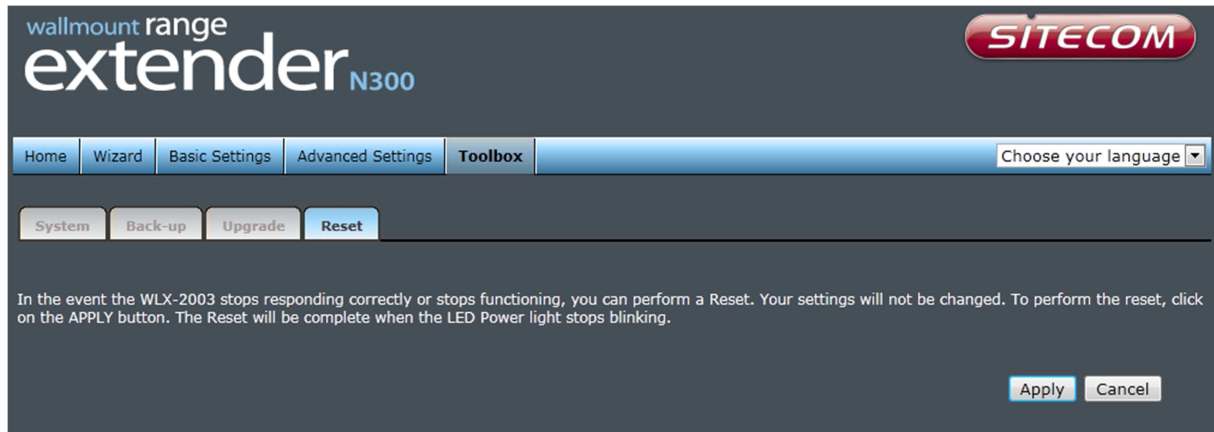 wallmount range
extender N300
SITECOM
Home Wizard Basic Settings Advanced Settings Toolbox Choose your language
System Back-up Upgrade Reset
In the event the WLX-2003 stops responding correctly or stops functioning, you can perform a Reset. Your settings will not be changed. To perform the reset, click
on the APPLY button. The Reset will be complete when the LED Power light stops blinking.
Apply Cancel